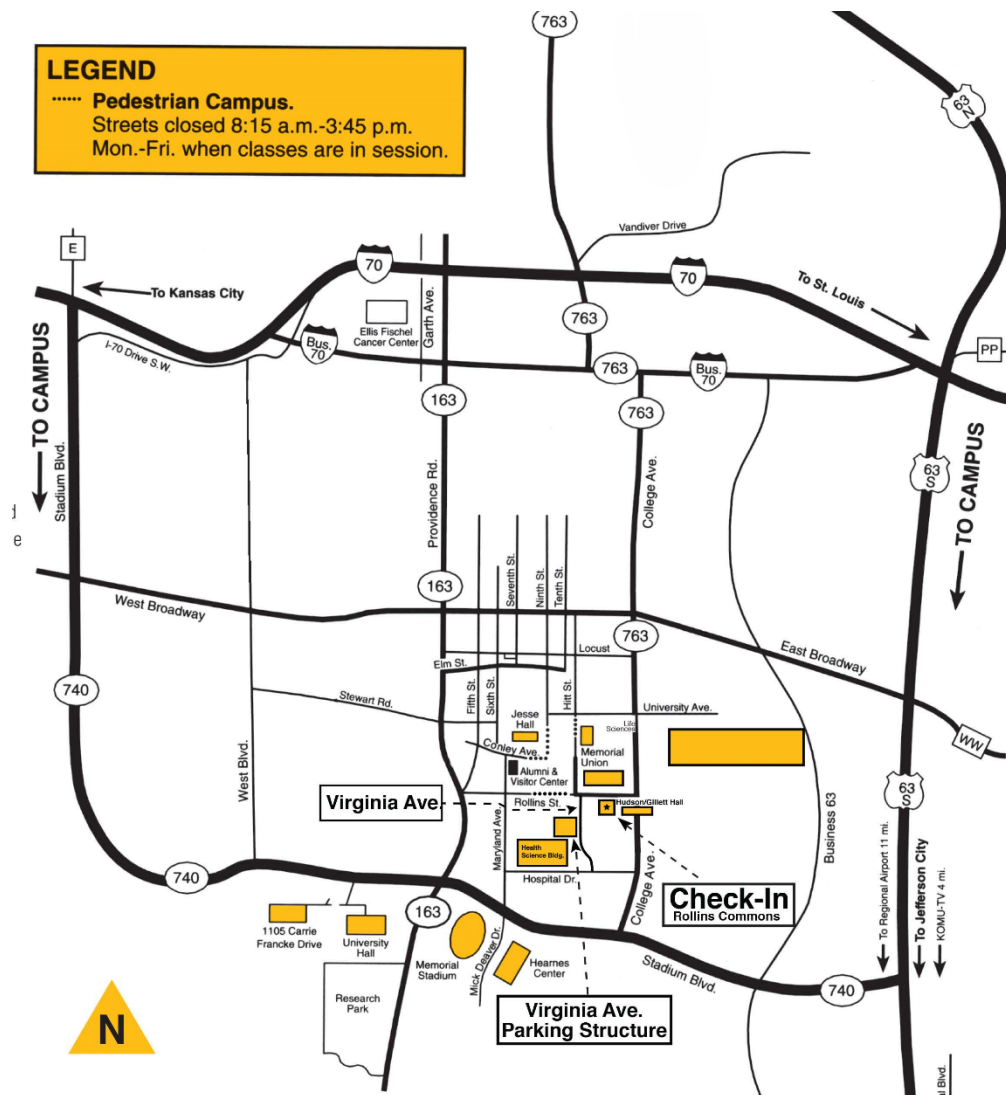 763
LEGEND
Pedestrian Campus.
Streets closed 8:15 a.m.-3:45 p.m.
Mon.-Fri. when classes are in session.
63
N
Vandiver Drive
E
70
70
To Kansas City
To St. Louis
Garth Ave.
Ellis Fischel
Cancer Center
763
I-70 Drive S.W.
Bus.
70
763
Bus.
70
PP
TO CAMPUS
163
763
Stadium Blvd.
Providence Rd.
College Ave.
63
S
TO CAMPUS
d
e
163
Seventh St.
Ninth St.
Tenth St.
West Broadway
763
Locust
East Broadway
Elm St.
740
Fifth St.
Sixth St.
Hitt St.
Stewart Rd.
University Ave.
Jesse
Hall
Life
Sciences
WW
Conley Ave.
Memorial
Union
Alumni &
Visitor Center
63
S
West Blvd.
Virginia Ave.
Rollins St.
Hudson/Gillett Hall
Business 63
Maryland Ave.
Health
Science Bldg.
Hospital Dr.
College Ave.
Check-In
Rollins Commons
740
163
1105 Carrie
Francke Drive
University
Hall
Memorial
Stadium
Mick Deaver Dr.
Hearnes
Center
Stadium Blvd.
To Regional Airport 11 mi.
To Jefferson City
KOMU-TV 4 mi.
740
Research
Park
Virginia Ave.
Parking Structure
N
al Blvd.